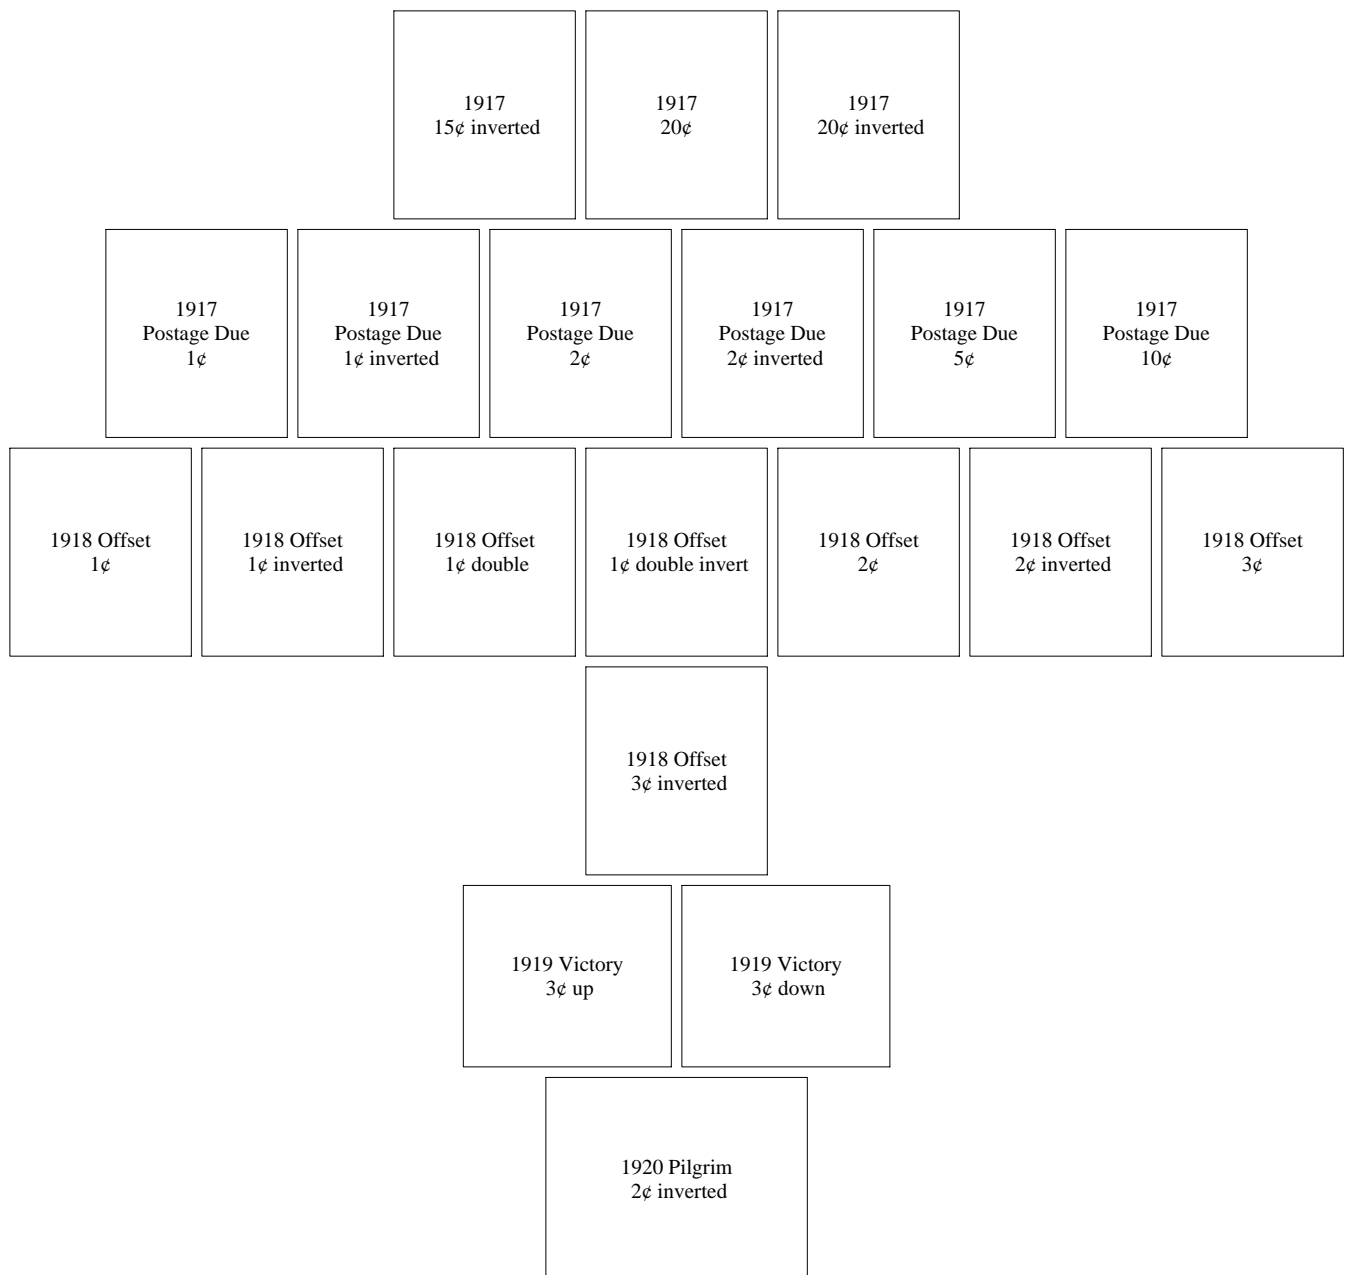 1917
15¢ inverted
1917
20¢
1917
20¢ inverted
1917
Postage Due
1¢
1917
Postage Due
1¢ inverted
1917
Postage Due
2¢
1917
Postage Due
2¢ inverted
1917
Postage Due
5¢
1917
Postage Due
10¢
1918 Offset
1¢
1918 Offset
1¢ inverted
1918 Offset
1¢ double
1918 Offset
1¢ double invert
1918 Offset
2¢
1918 Offset
2¢ inverted
1918 Offset
3¢
1918 Offset
3¢ inverted
1919 Victory
3¢ up
1919 Victory
3¢ down
1920 Pilgrim
2¢ inverted